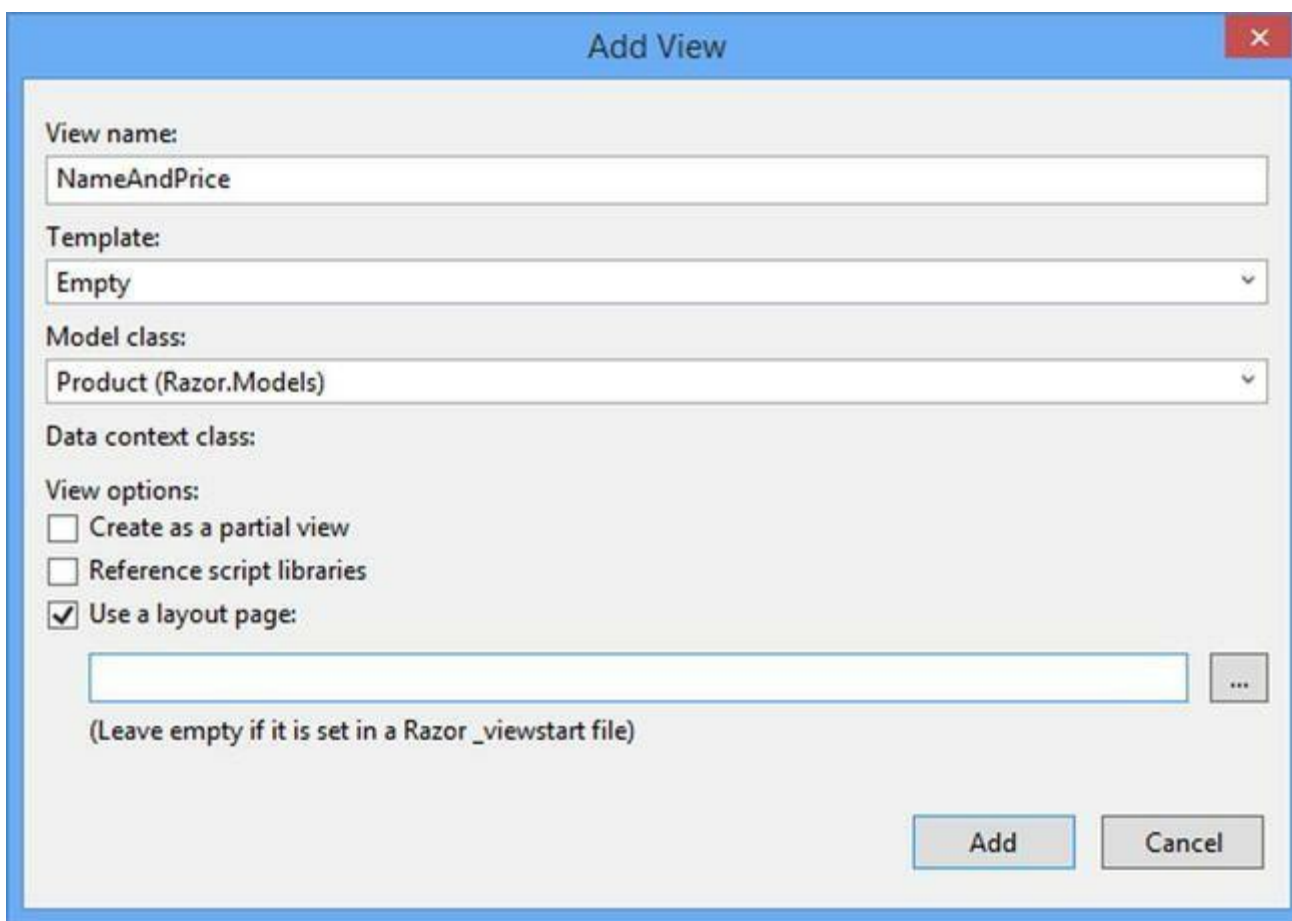 Add View
View name:
NameAndPrice
Template:
Empty
Model class:
Product (Razor.Models)
Data context class:
View options:
Create as a partial view
Reference script libraries
Use a layout page:
...
(Leave empty if it is set in a Razor _viewstart file)
Add Cancel